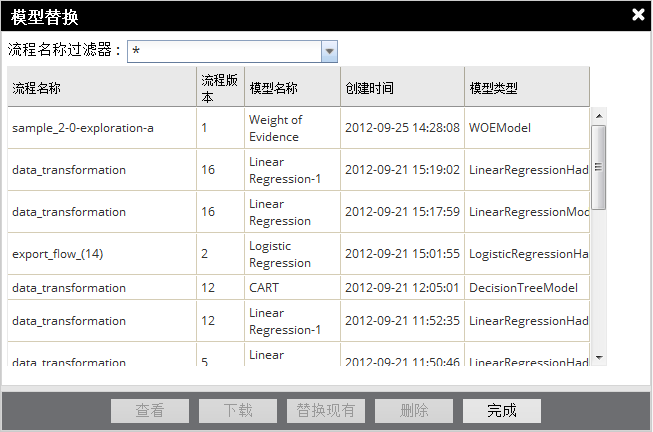 模型替换
流程名称过滤器： *
流程名称 流程版本 模型名称 创建时间 模型类型
sample_2-0-exploration-a 1 Weight of Evidence 2012-09-25 14:28:08 WOEModel
data_transformation 16 Linear Regression-1 2012-09-21 15:19:02 LinearRegressionHad
data_transformation 16 Linear Regression 2012-09-21 15:17:59 LinearRegressionMod
export_flow_(14) 2 Logistic Regression 2012-09-21 15:01:55 LogisticRegressionHa
data_transformation 12 CART 2012-09-21 12:05:01 DecisionTreeModel
data_transformation 12 Linear Regression-1 2012-09-21 11:52:35 LinearRegressionHad
data_transformation 5 Linear 2012-09-21 11:50:46 LinearRegressionHad
查看 下载 替换现有 删除 完成